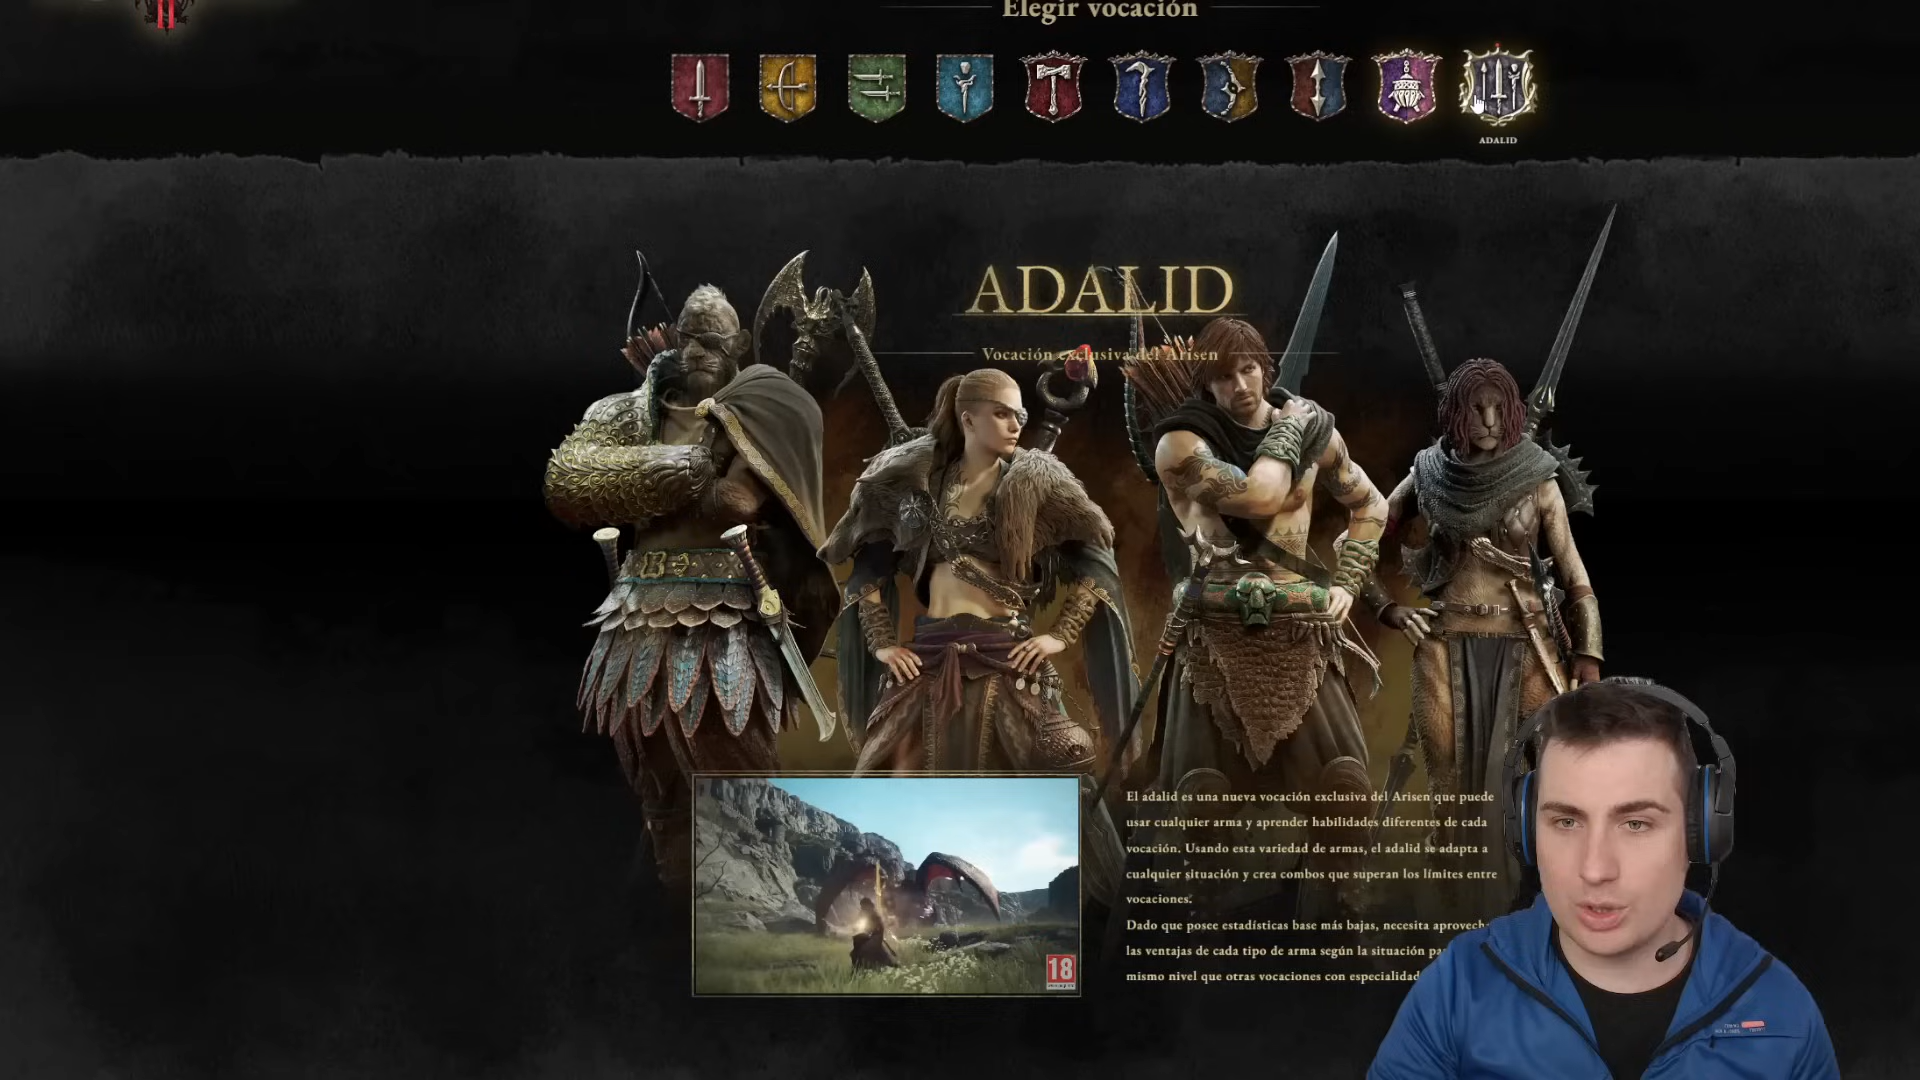 Elegir vocación
ADALID
ADALID
Vocación exclusiva del Arisen
El adalid es una nueva vocación exclusiva del Arisen que puede
usar cualquier arma y aprender habilidades diferentes de cada
vocación. Usando esta variedad de armas, el adalid se adapta a
cualquier situación y crea combos que superan los límites entre
vocaciones.
Dado que posee estadísticas base más bajas, necesita
las ventajas de cada tipo de arma según la situación
mismo nivel que otras vocaciones con
18